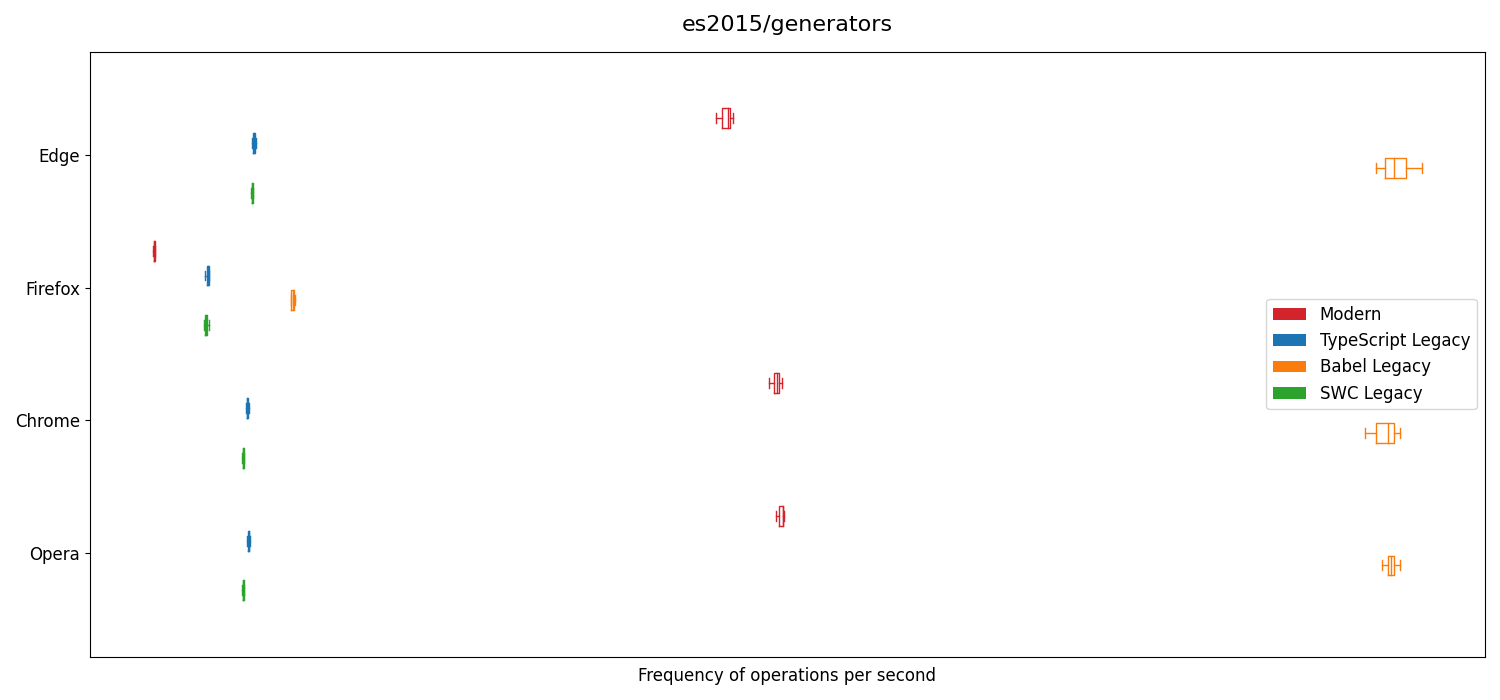 es2015/generators
Edge
Firefox
Chrome
Opera
Modern
TypeScript Legacy
Babel Legacy
SWC Legacy
Frequency of operations per second